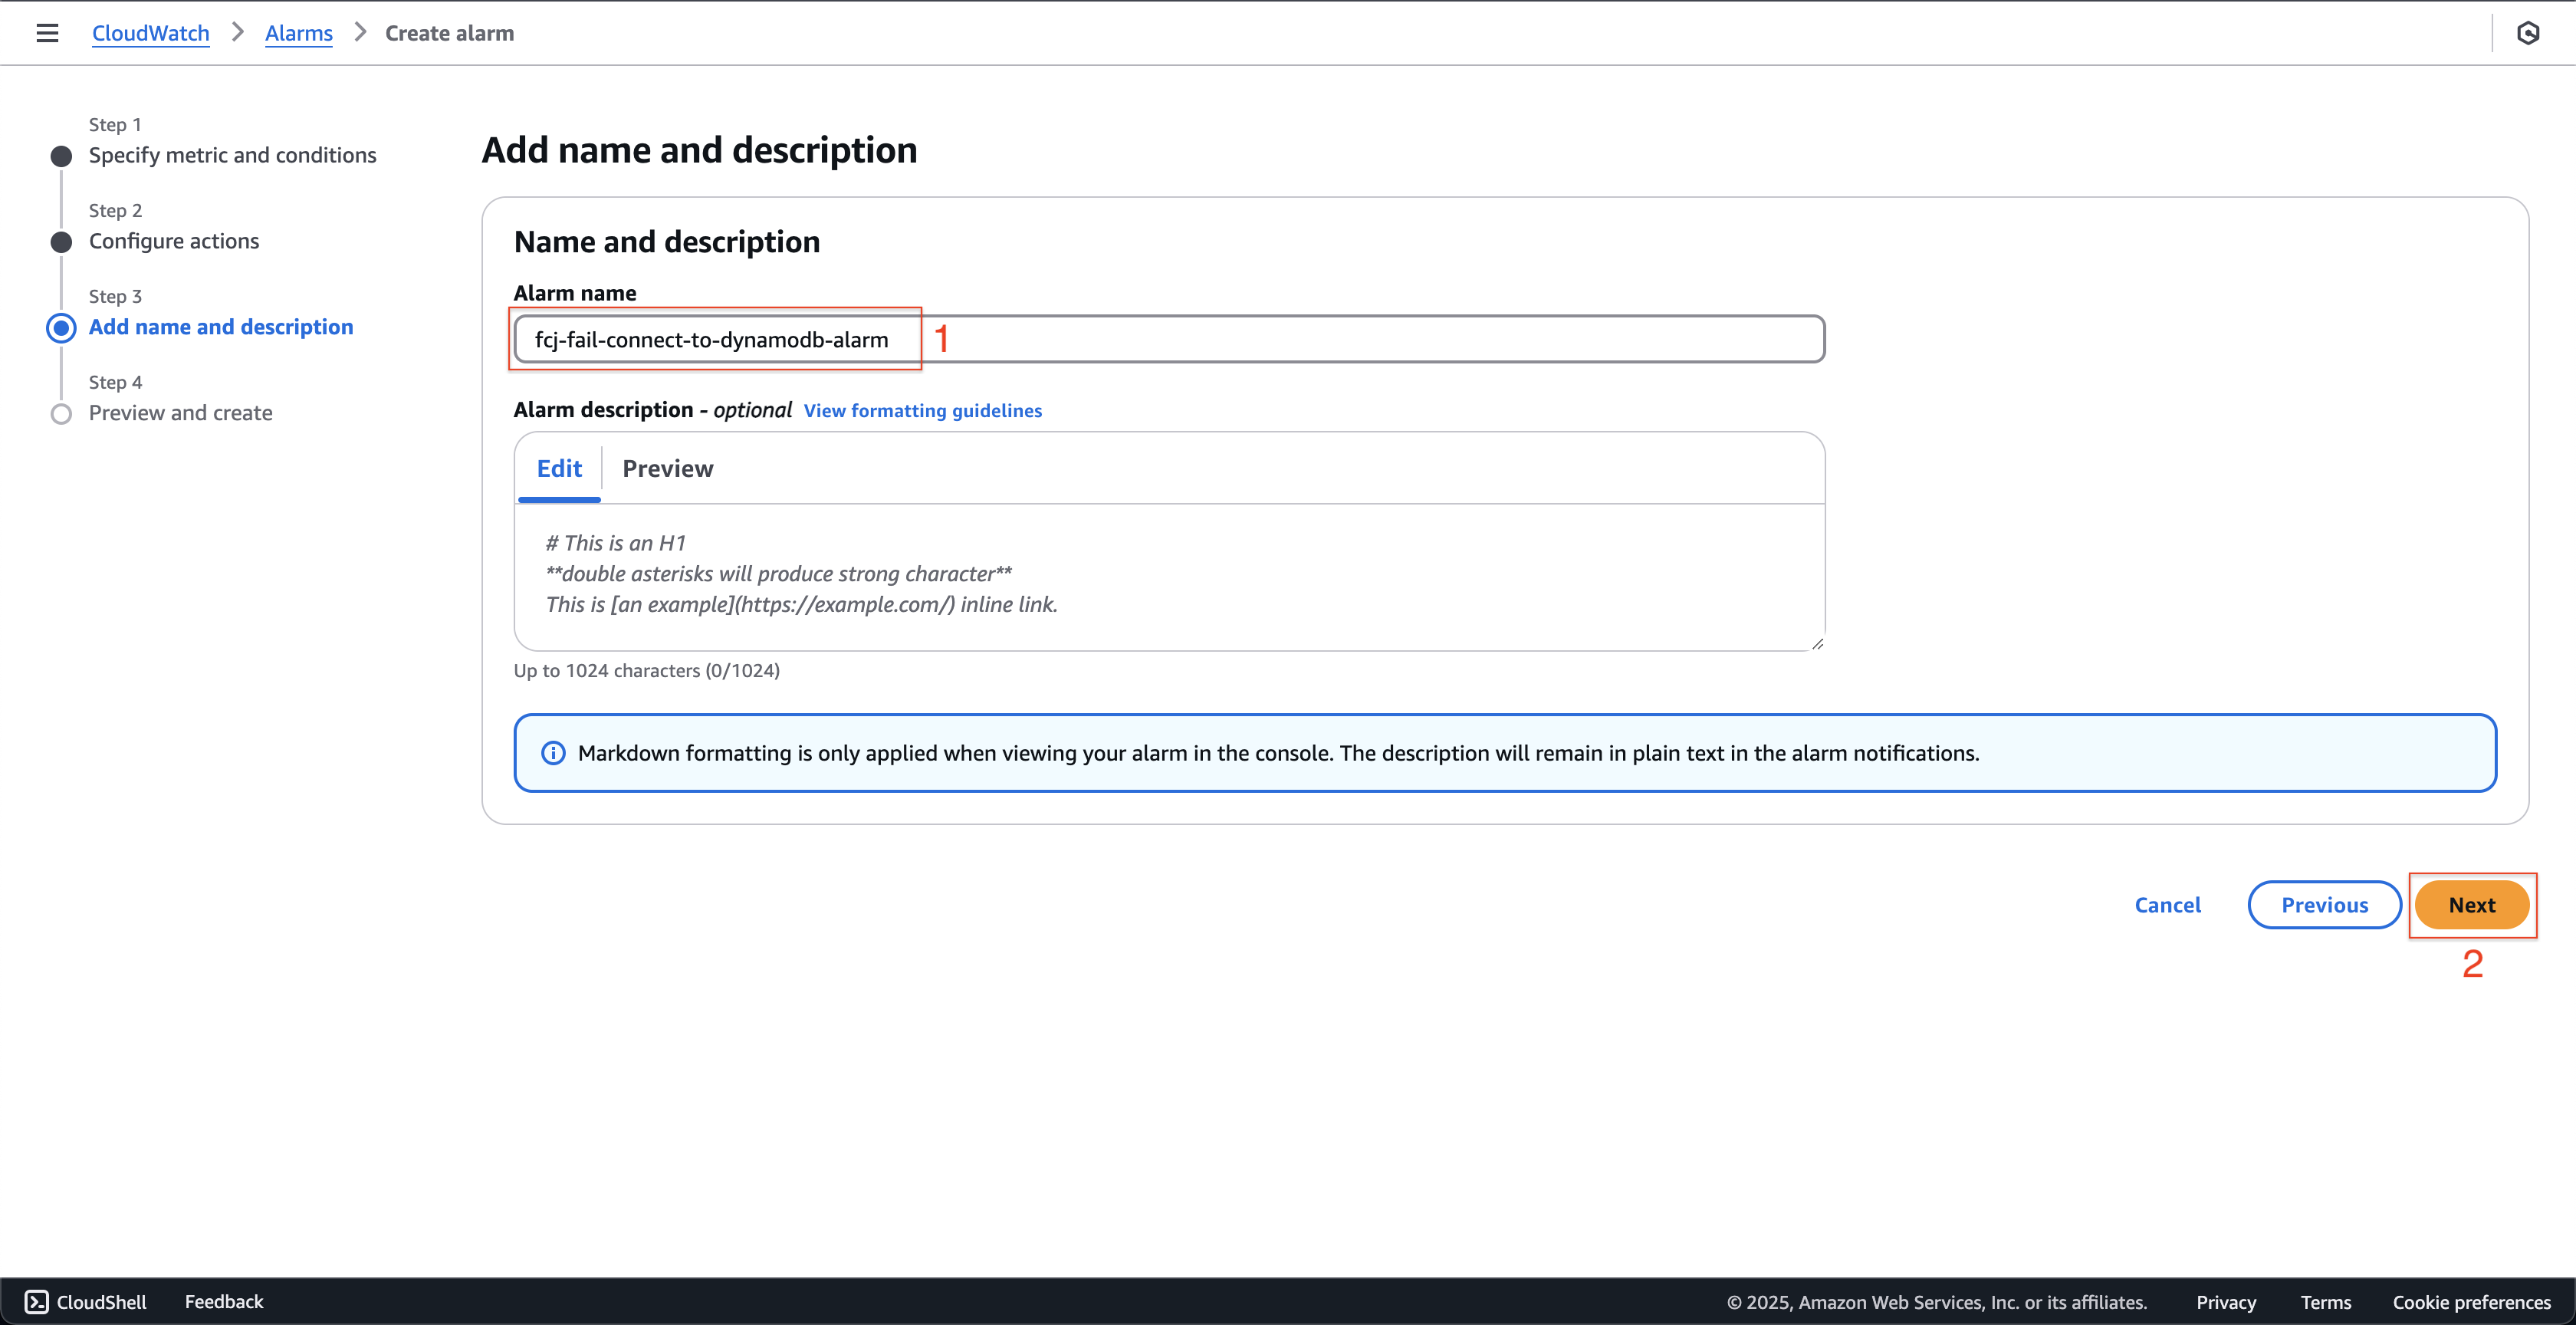 CloudWatch > Alarms > Create alarm
Step 1
Specify metric and conditions
Step 2
Configure actions
Step 3
Add name and description
Step 4
Preview and create
Add name and description
Name and description
Alarm name
fcj-fail-connect-to-dynamodb-alarm 1
Alarm description - optional View formatting guidelines
Edit Preview
# This is an H1
**double asterisks will produce strong character**
This is [an example](https://example.com/) inline link.
Up to 1024 characters (0/1024)
Markdown formatting is only applied when viewing your alarm in the console. The description will remain in plain text in the alarm notifications.
Cancel Previous Next
2
CloudShell Feedback © 2025, Amazon Web Services, Inc. or its affiliates. Privacy Terms Cookie preferences